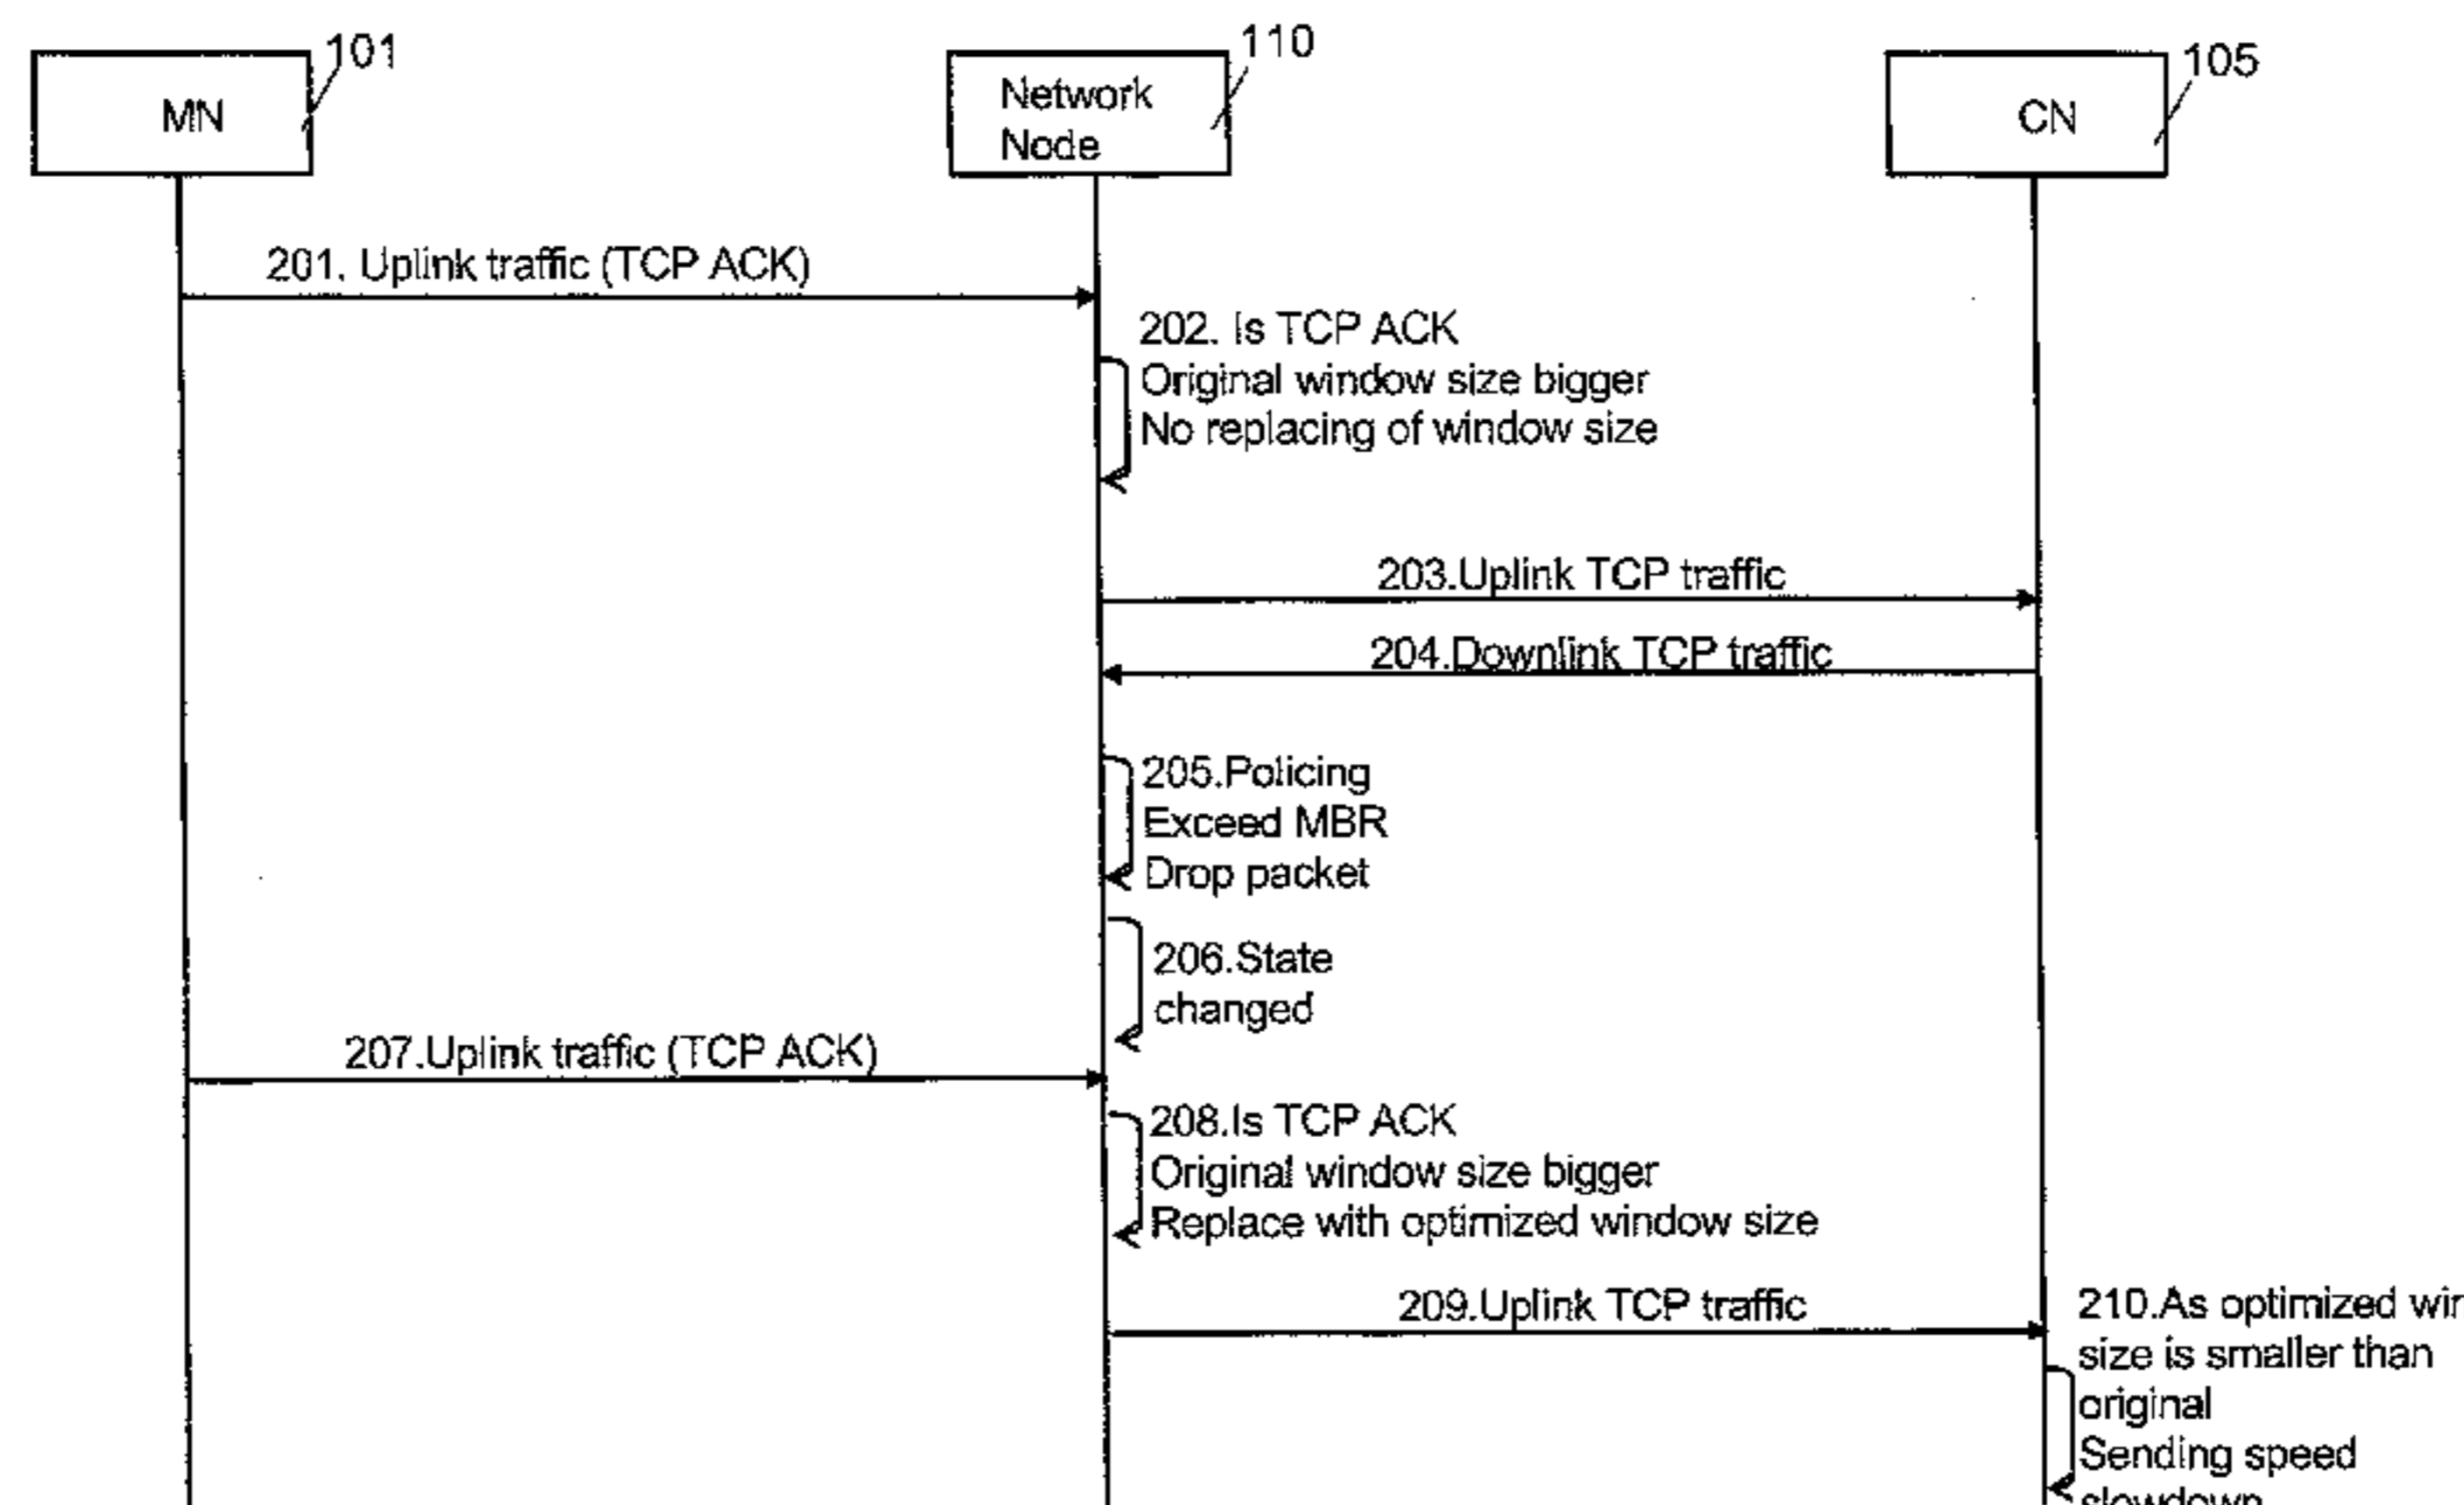 101
110
105
MN
Network
Node
CN
201. Uplink traffic (TCP ACK)
202. Is TCP ACK
Original window size bigger
No replacing of window size
203.Uplink TCP traffic
204.Downlink TCP traffic
205.Policing
Exceed MBR
Drop packet
206.State
changed
207.Uplink traffic (TCP ACK)
208.Is TCP ACK
Original window size bigger
Replace with optimized window size
209.Uplink TCP traffic
210.As optimized
size is smaller than
original
Sending speed
slowdown